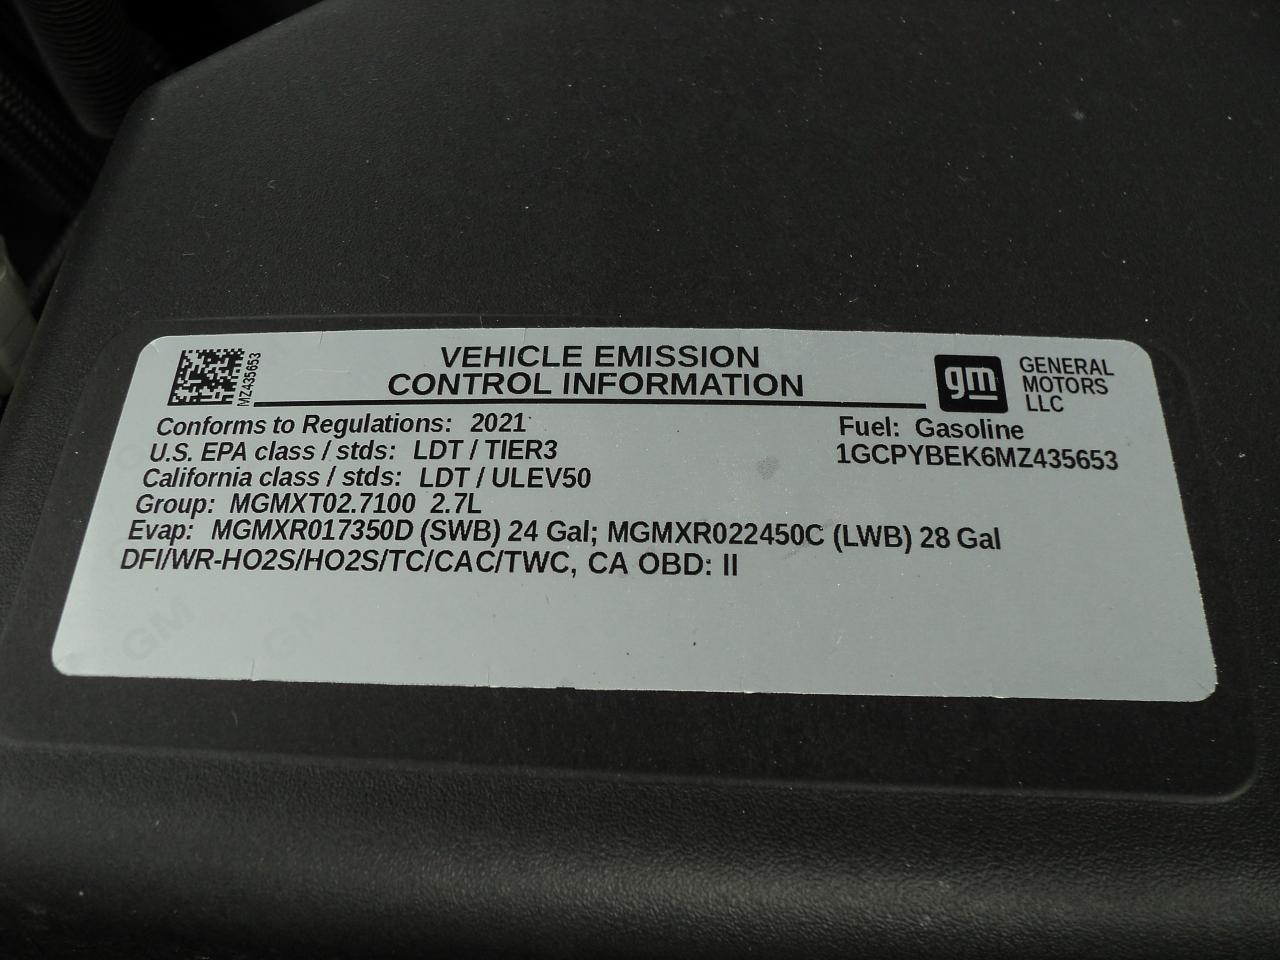 MZ435653
VEHICLE EMISSION
CONTROL INFORMATION
gm
GENERAL
MOTORS
LLC
Conforms to Regulations: 2021
U.S. EPA class / stds: LDT / TIER3
California class / stds: LDT / ULEV50
Group: MGMXT02.7100 2.7L
Evap: MGMXR017350D (SWB) 24 Gal; MGMXR022450C (LWB) 28 Gal
DFI/WR-HO2S/HO2S/TC/CAC/TWC, CA OBD: II
Fuel: Gasoline
1GCPYBEK6MZ435653
GM
GM